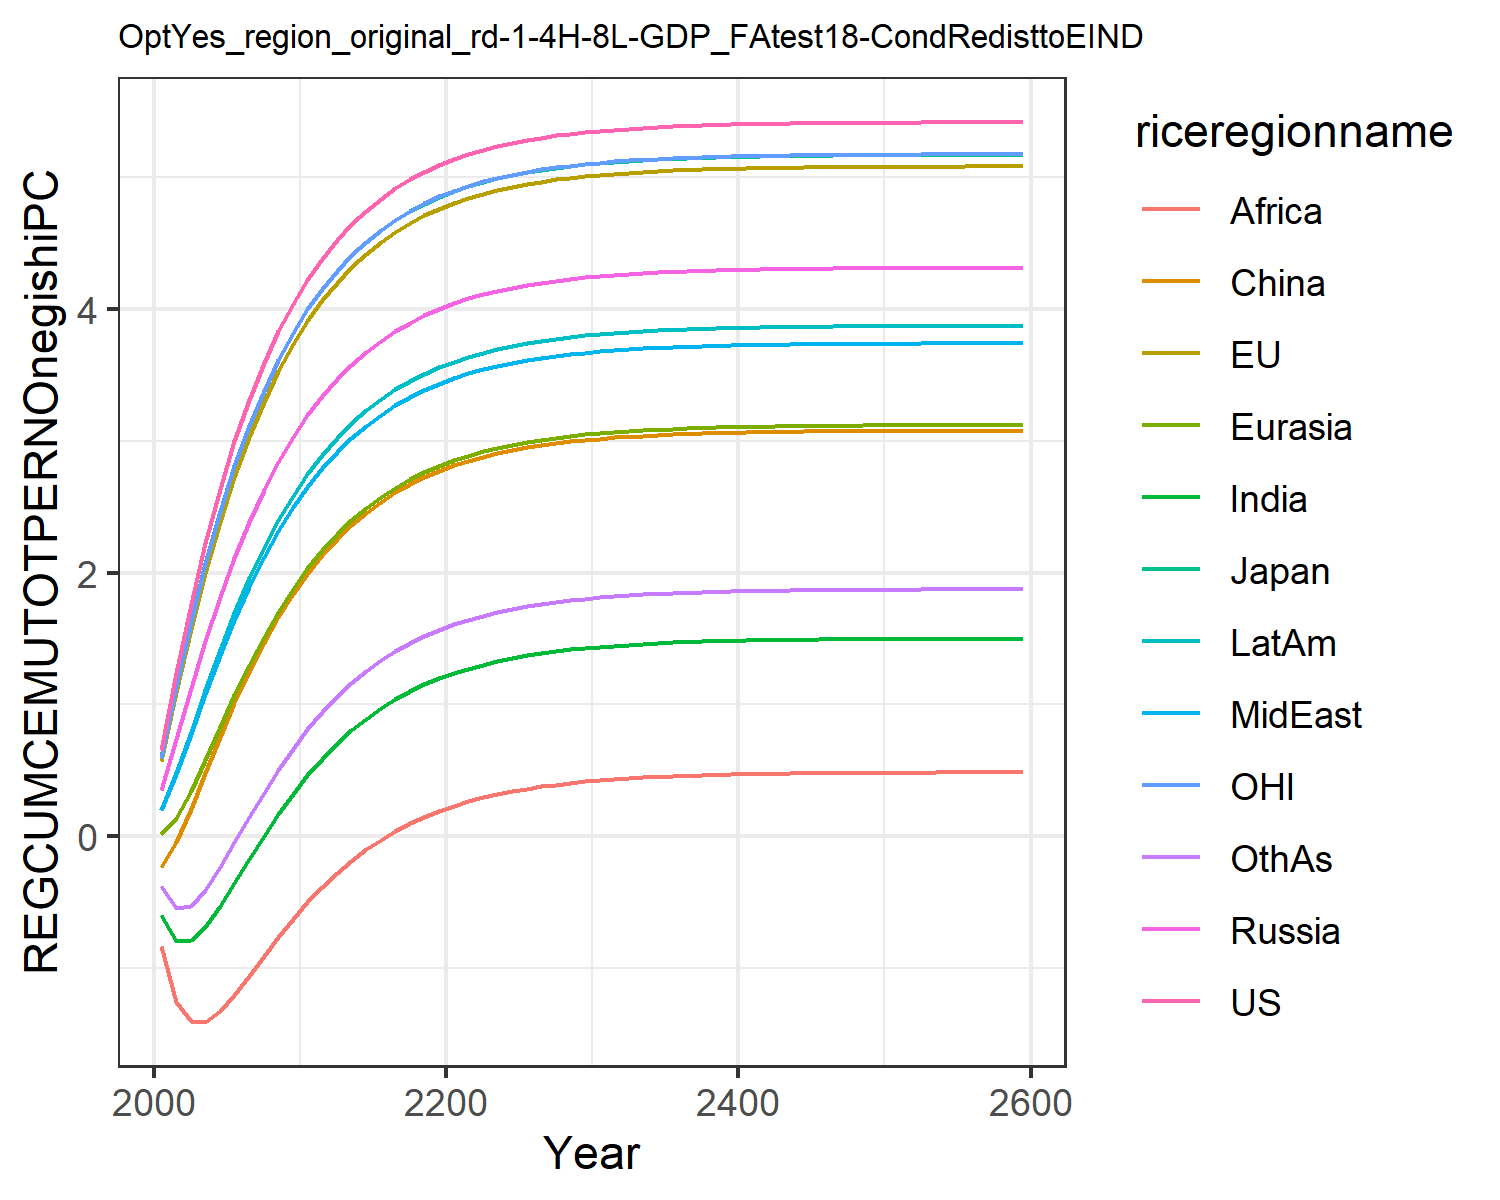 OptYes_region_original_rd-1-4H-8L-GDP_FAtest18-CondRedisttoEIND
REGCUMCEMUTOTPERNOnegishiPC
4
2
0
2000
2200
2400
2600
Year
riceregionname
Africa
China
EU
Eurasia
India
Japan
LatAm
MidEast
OHI
OthAs
Russia
US